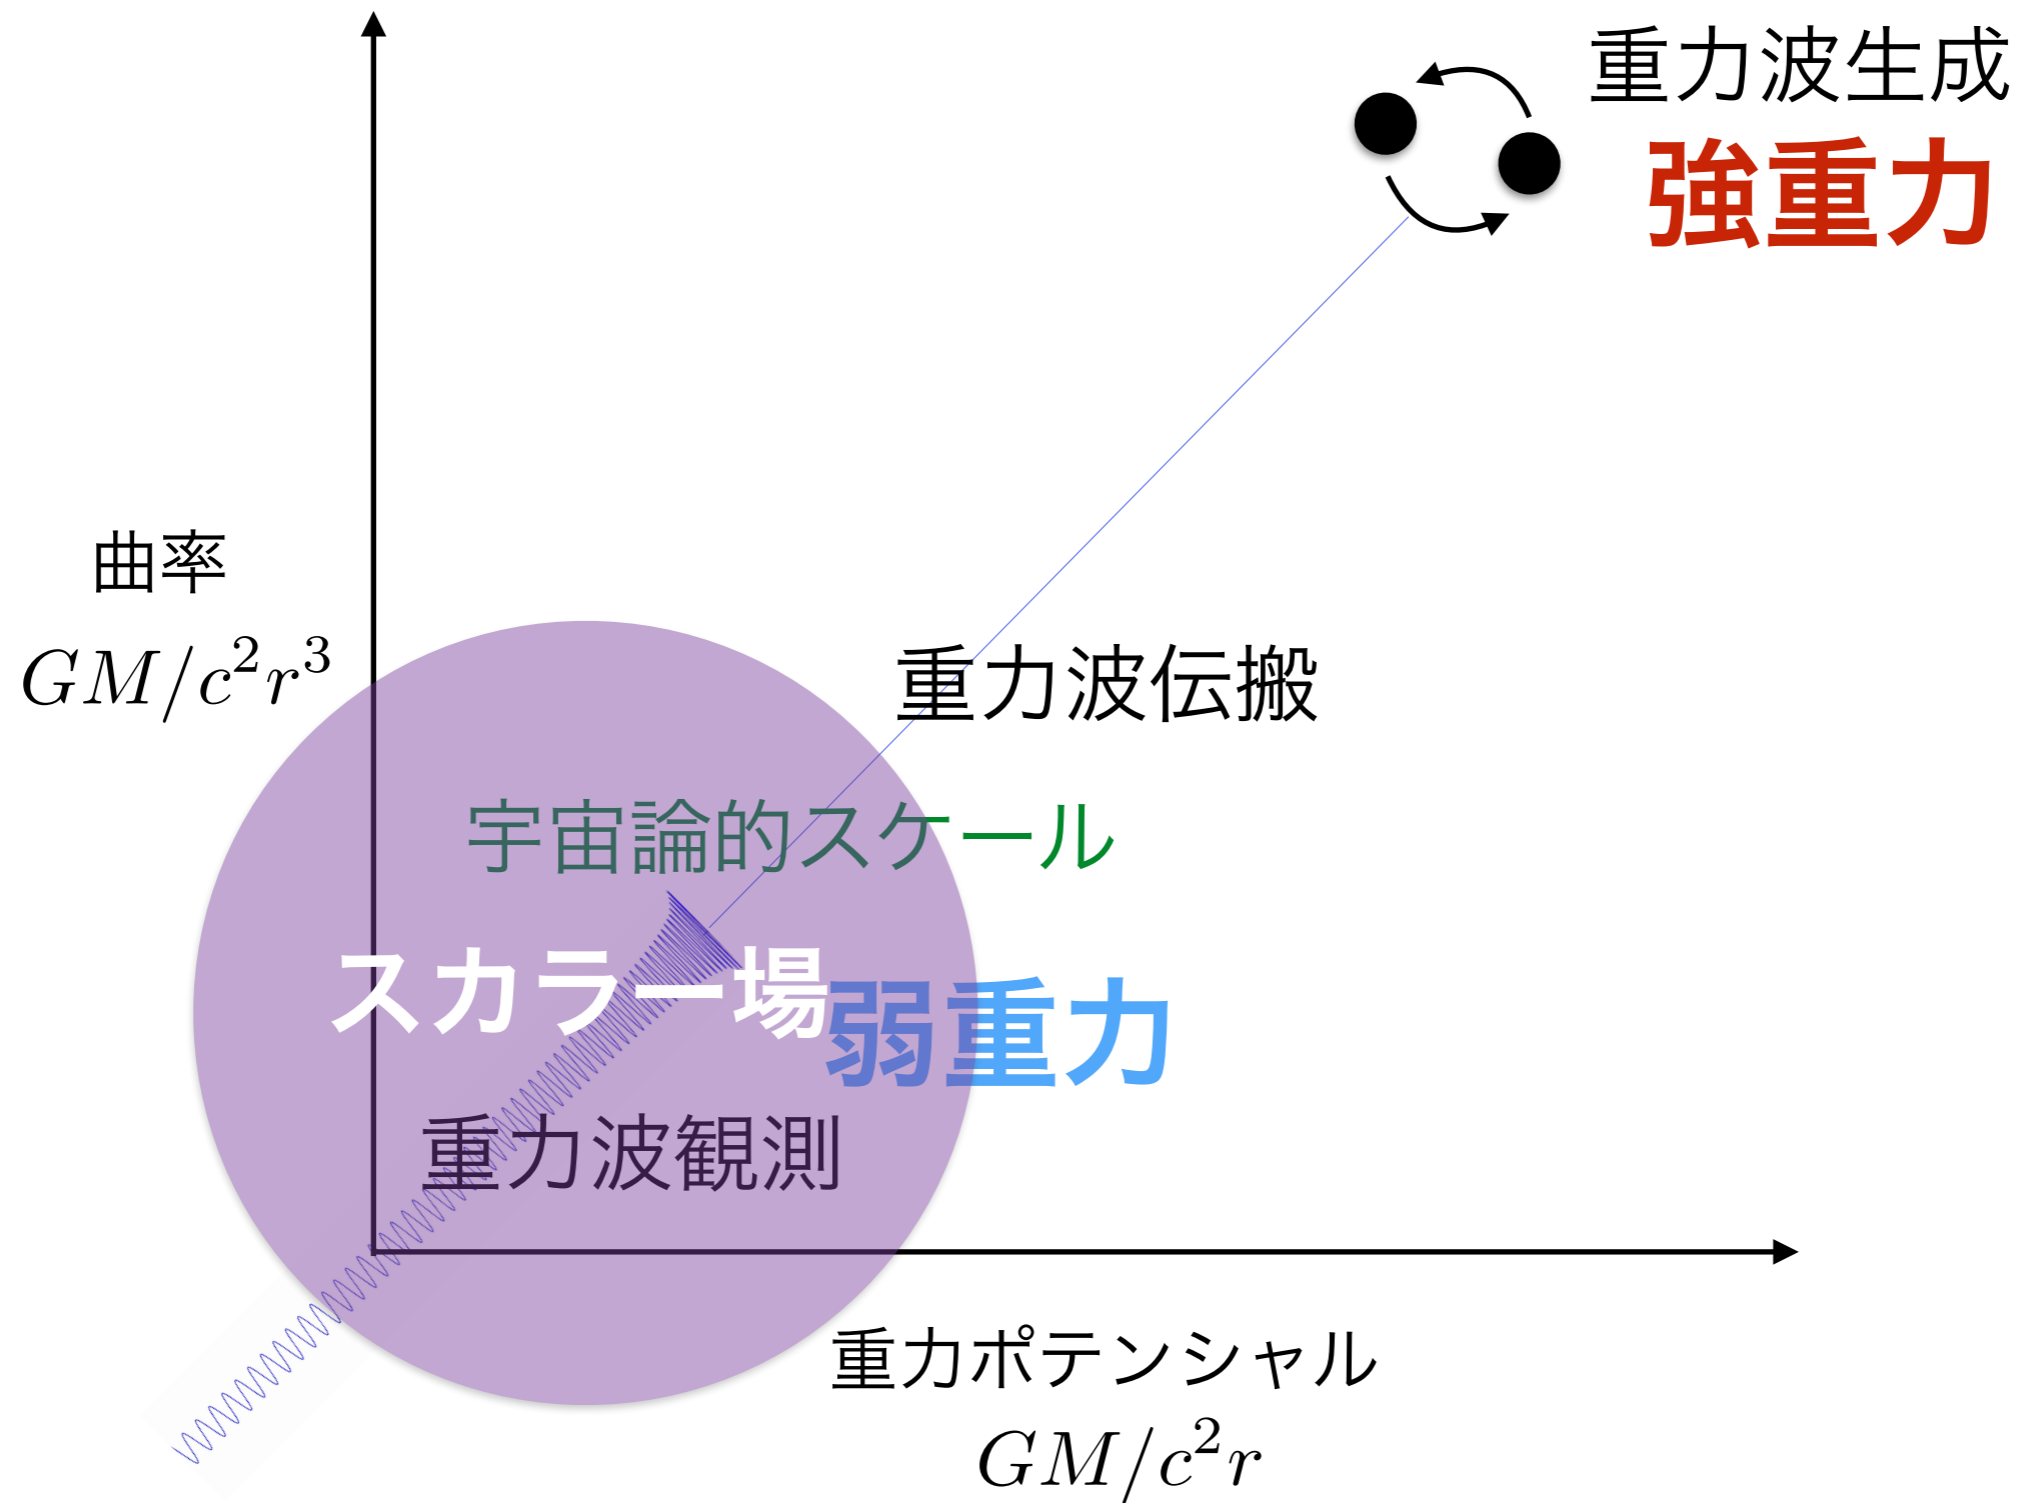 重力波生成
強重力
曲率
GM/c²r³
重力波伝搬
宇宙論的スケール
スカラー場
弱重力
重力波観測
重力ポテンシャル
GM/c²r